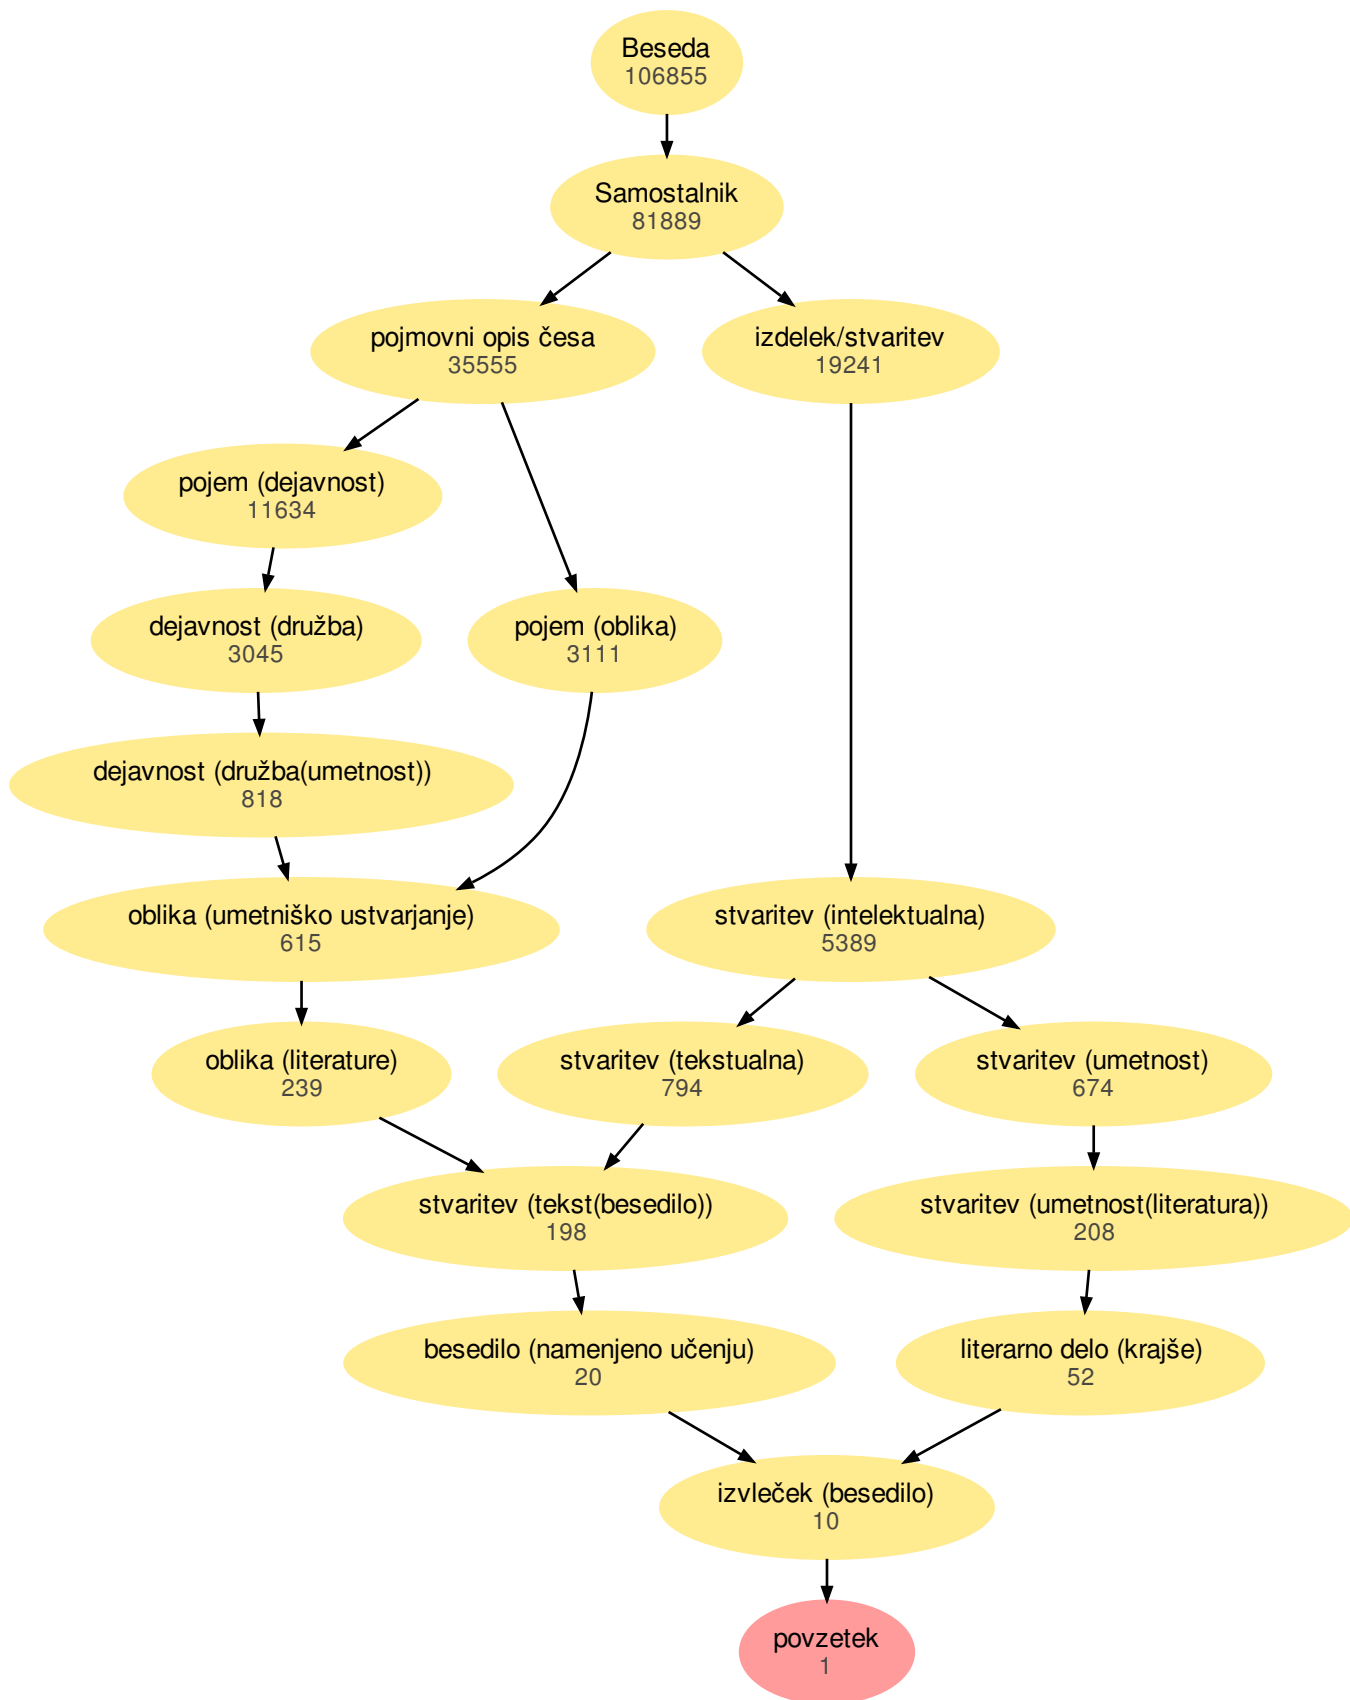 Beseda
106855
Samostalnik
81889
pojmovni opis česa
35555
izdelek/stvaritev
19241
pojem (dejavnost)
11634
dejavnost (družba)
3045
pojem (oblika)
3111
dejavnost (družba(umetnost))
818
oblika (umetniško ustvarjanje)
615
stvaritev (intelektualna)
5389
oblika (literature)
239
stvaritev (tekstualna)
794
stvaritev (umetnost)
674
stvaritev (tekst(besedilo))
198
stvaritev (umetnost(literatura))
208
besedilo (namenjeno učenju)
20
literarno delo (krajše)
52
izvleček (besedilo)
10
povzetek
1